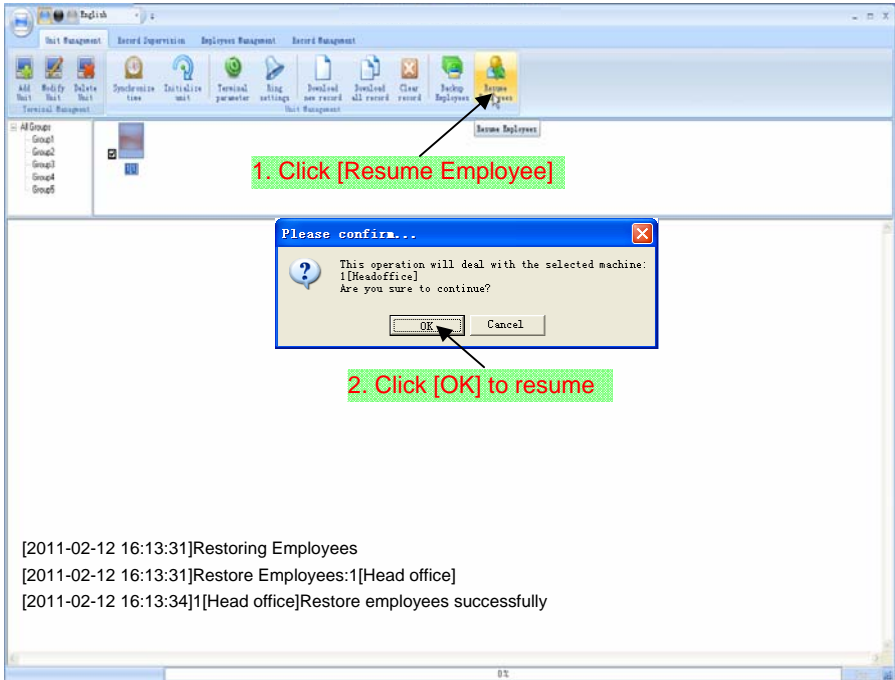 English
Unit Management Record Supervision Employees Management Record Management
Add Modify Delete Synchronize Initialize Terminal Ring Download Download Clear Backup Resume
Unit Unit Unit time unit parameter settings new record all record record Employees Employees
Terminal Management Unit Management
Resume Employees
All Groups
Group1
Group2
Group3
Group4
Group5
1. Click [Resume Employee]
Please confirm...
This operation will deal with the selected machine:
1[Headoffice]
Are you sure to continue?
OK Cancel
2. Click [OK] to resume
[2011-02-12 16:13:31]Restoring Employees
[2011-02-12 16:13:31]Restore Employees:1[Head office]
[2011-02-12 16:13:34]1[Head office]Restore employees successfully
0%